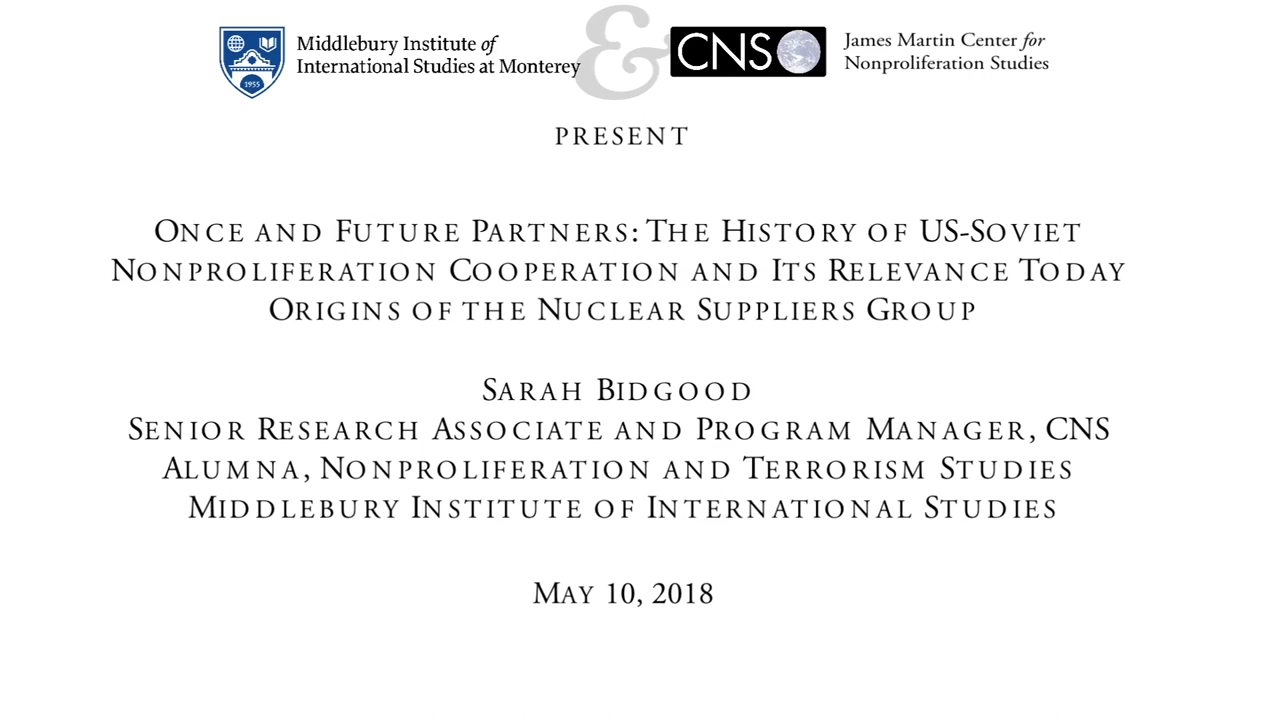 Middlebury Institute of
International Studies at Monterey
1955
&
CNS
James Martin Center for
Nonproliferation Studies
PRESENT
ONCE AND FUTURE PARTNERS: THE HISTORY OF US-SOVIET
NONPROLIFERATION COOPERATION AND ITS RELEVANCE TODAY
ORIGINS OF THE NUCLEAR SUPPLIERS GROUP
SARAH BIDGOOD
SENIOR RESEARCH ASSOCIATE AND PROGRAM MANAGER, CNS
ALUMNA, NONPROLIFERATION AND TERRORISM STUDIES
MIDDLEBURY INSTITUTE OF INTERNATIONAL STUDIES
MAY 10, 2018